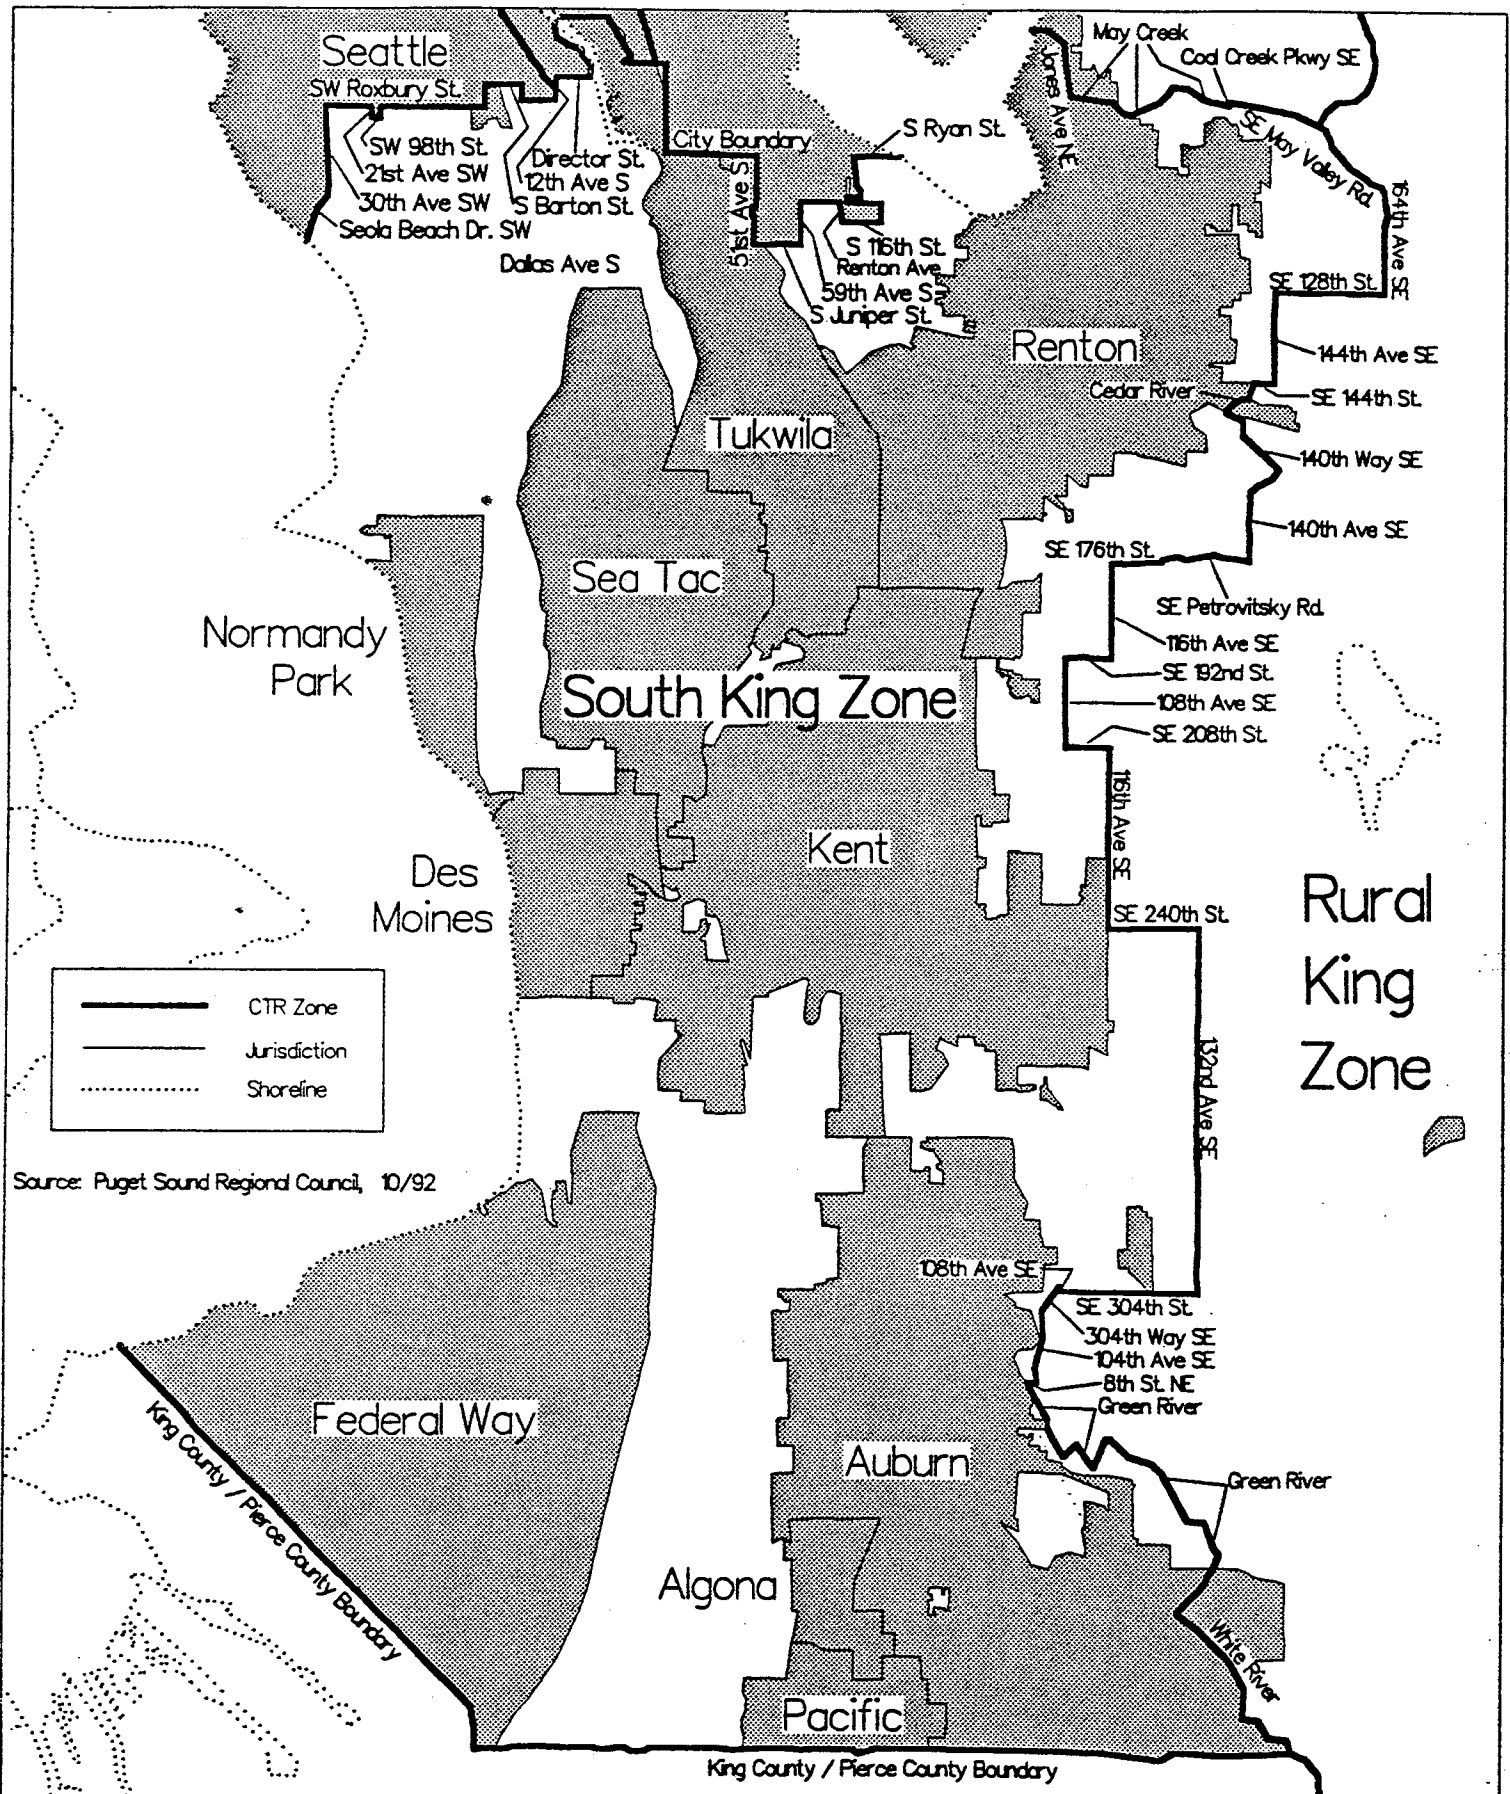 Seattle
SW Roxbury St.
SW 98th St.
21st Ave SW
30th Ave SW
Seola Beach Dr. SW
Director St.
12th Ave S
S Barton St.
Dallas Ave S
City Boundary
51st Ave S
S Ryan St.
S 116th St.
Renton Ave
59th Ave S
S Juniper St.
Jones Ave NE
May Creek
Coal Creek Pkwy SE
SE May Valley Rd.
164th Ave SE
SE 128th St.
144th Ave SE
SE 144th St.
Renton
Cedar River
140th Way SE
140th Ave SE
Tukwila
Sea Tac
SE 176th St.
SE Petrovitsky Rd.
116th Ave SE
SE 192nd St.
108th Ave SE
SE 208th St.
Normandy
Park
South King Zone
116th Ave SE
Kent
Des
Moines
SE 240th St.
Rural
King
Zone
CTR Zone
Jurisdiction
Shoreline
132nd Ave SE
Source: Puget Sound Regional Council, 10/92
108th Ave SE
SE 304th St.
304th Way SE
104th Ave SE
8th St. NE
Green River
Federal Way
King County / Pierce County Boundary
Auburn
Green River
Algona
White River
Pacific
King County / Pierce County Boundary